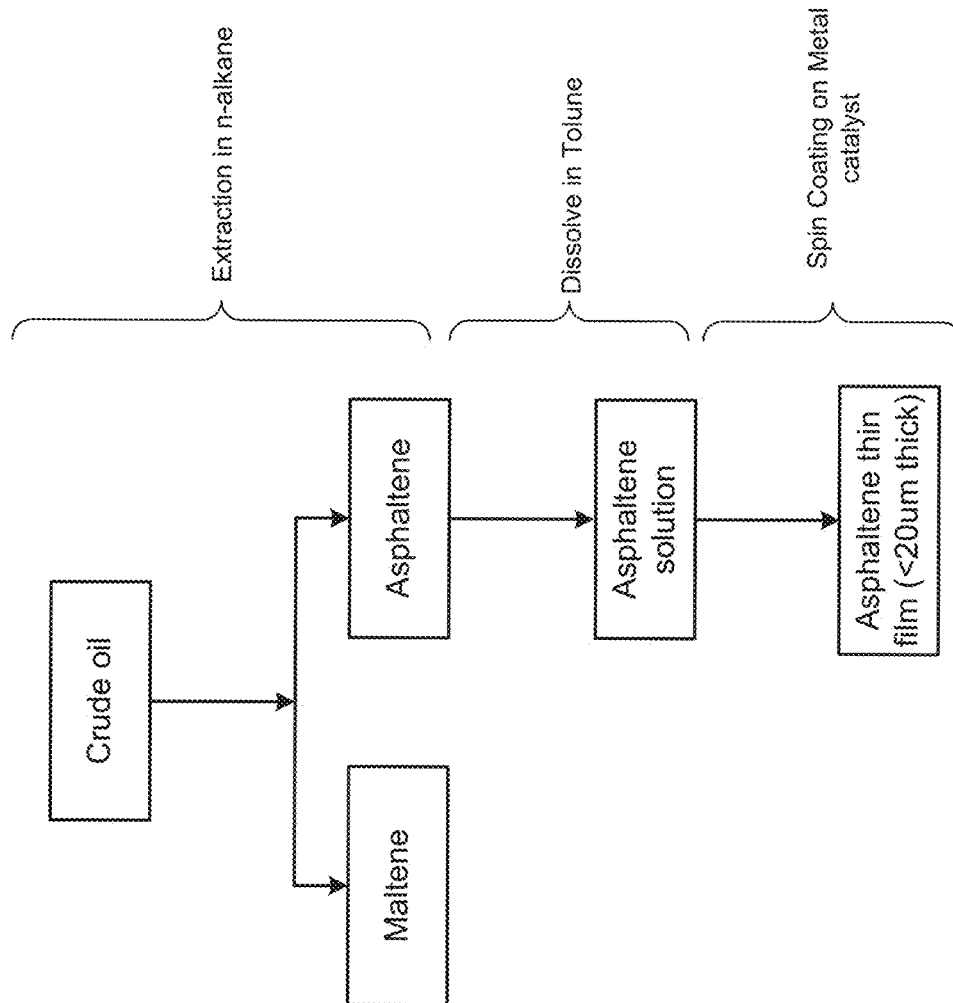 Crude oil
Maltene
Asphaltene
Extraction in n-alkane
Asphaltene
solution
Dissolve in Tolune
Asphaltene thin
film (<20um thick)
Spin Coating on Metal
catalyst